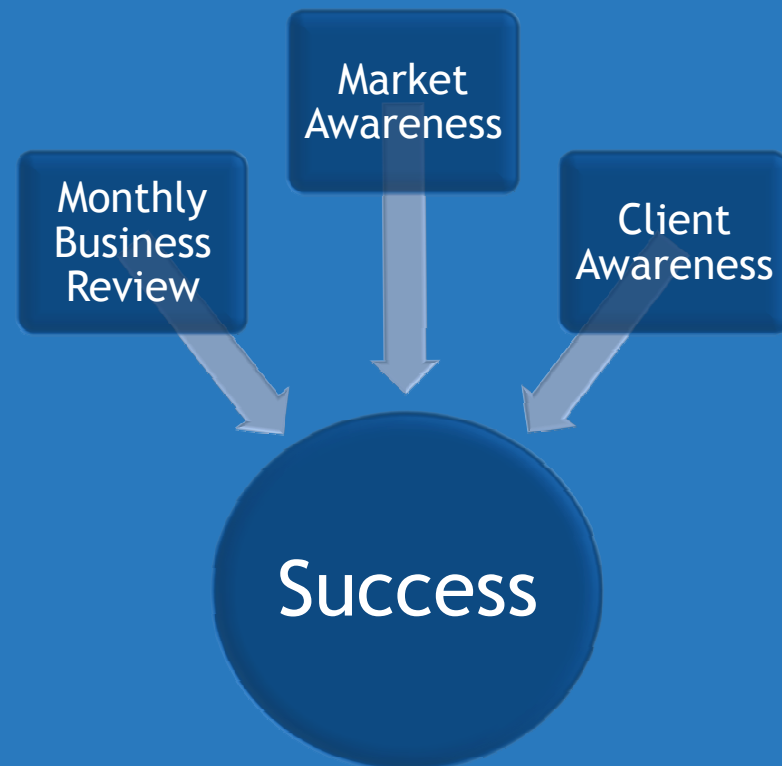 Market
Awareness
Monthly
Business
Review
Client
Awareness
Success